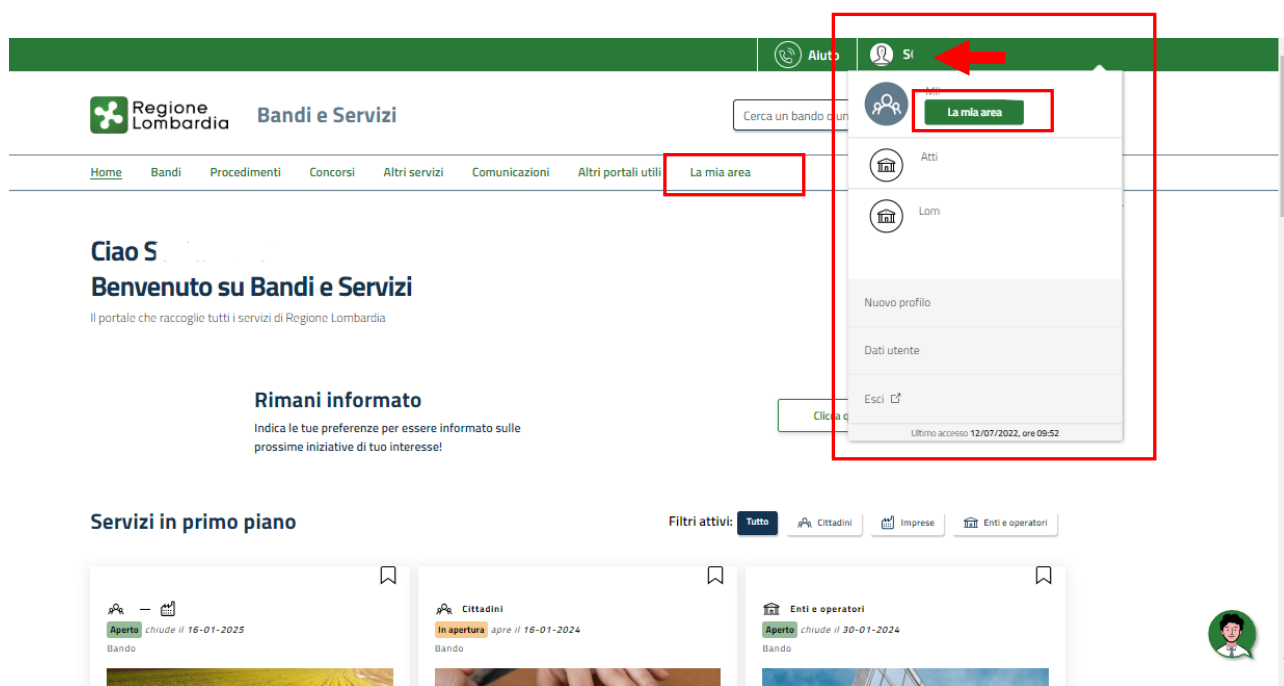 Aiuto
Regione
Lombardia
Bandi e Servizi
Cerca un bando o un
La mia area
Atti
Lom
Home Bandi Procedimenti Concorsi Altri servizi Comunicazioni Altri portali utili La mia area
Ciao S
Benvenuto su Bandi e Servizi
Il portale che raccoglie tutti i servizi di Regione Lombardia
Nuovo profilo
Dati utente
Esci
Ultimo accesso 12/07/2022, ore 09:52
Rimani informato
Indica le tue preferenze per essere informato sulle
prossime iniziative di tuo interesse!
Clicca q
Servizi in primo piano
Filtri attivi: Tutto Cittadini Imprese Enti e operatori
Aperto chiude il 16-01-2025
Bando
Cittadini
In apertura apre il 16-01-2024
Bando
Enti e operatori
Aperto chiude il 30-01-2024
Bando